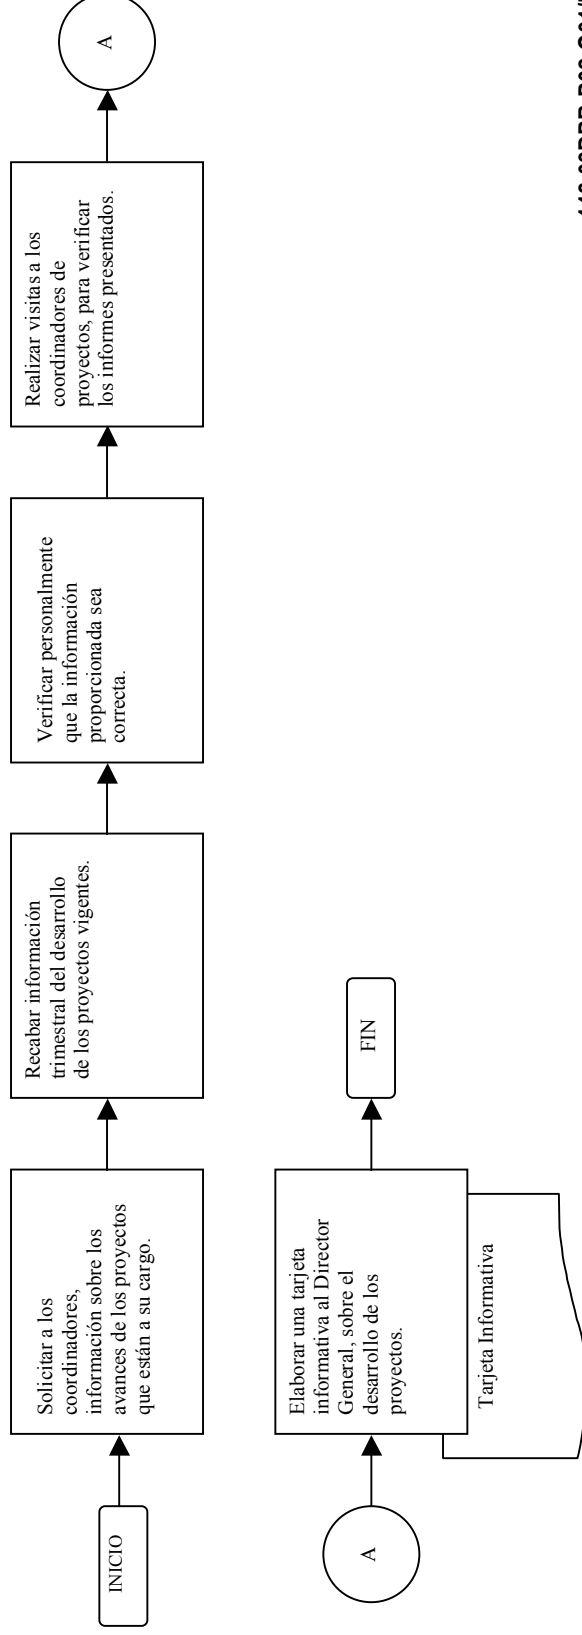 INICIO
Solicitar a los
coordinadores,
información sobre los
avances de los proyectos
que están a su cargo.
Recabar información
trimestral del desarrollo
de los proyectos vigentes.
Verificar personalmente
que la información
proporcionada sea
correcta.
Realizar visitas a los
coordinadores de
proyectos, para verificar
los informes presentados.
A
A
Elaborar una tarjeta
informativa al Director
General, sobre el
desarrollo de los
proyectos.
Tarjeta Informativa
FIN